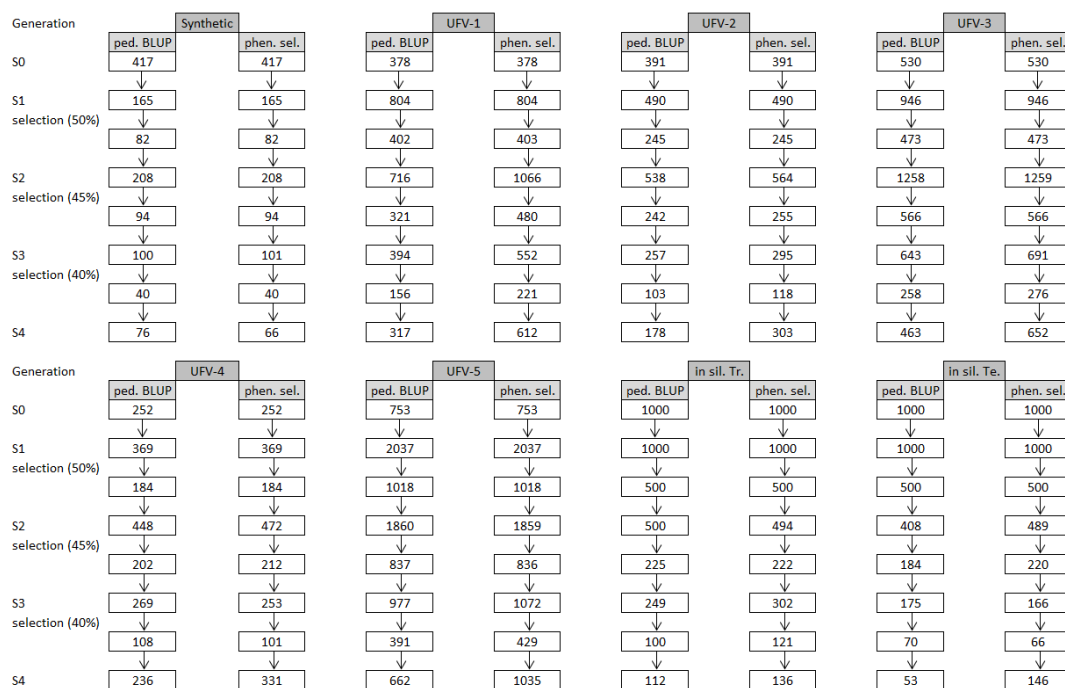 Generation Synthetic UFV-1 UFV-2 UFV-3
ped. BLUP phen. sel. ped. BLUP phen. sel. ped. BLUP phen. sel. ped. BLUP phen. sel.
S0 417 417 378 378 391 391 530 530
S1 165 165 804 804 490 490 946 946
selection (50%)
82 82 402 403 245 245 473 473
S2 208 208 716 1066 538 564 1258 1259
selection (45%)
94 94 321 480 242 255 566 566
S3 100 101 394 552 257 295 643 691
selection (40%)
40 40 156 221 103 118 258 276
S4 76 66 317 612 178 303 463 652
Generation UFV-4 UFV-5 in sil. Tr. in sil. Te.
ped. BLUP phen. sel. ped. BLUP phen. sel. ped. BLUP phen. sel. ped. BLUP phen. sel.
S0 252 252 753 753 1000 1000 1000 1000
S1 369 369 2037 2037 1000 1000 1000 1000
selection (50%)
184 184 1018 1018 500 500 500 500
S2 448 472 1860 1859 500 494 408 489
selection (45%)
202 212 837 836 225 222 184 220
S3 269 253 977 1072 249 302 175 166
selection (40%)
108 101 391 429 100 121 70 66
S4 236 331 662 1035 112 136 53 146